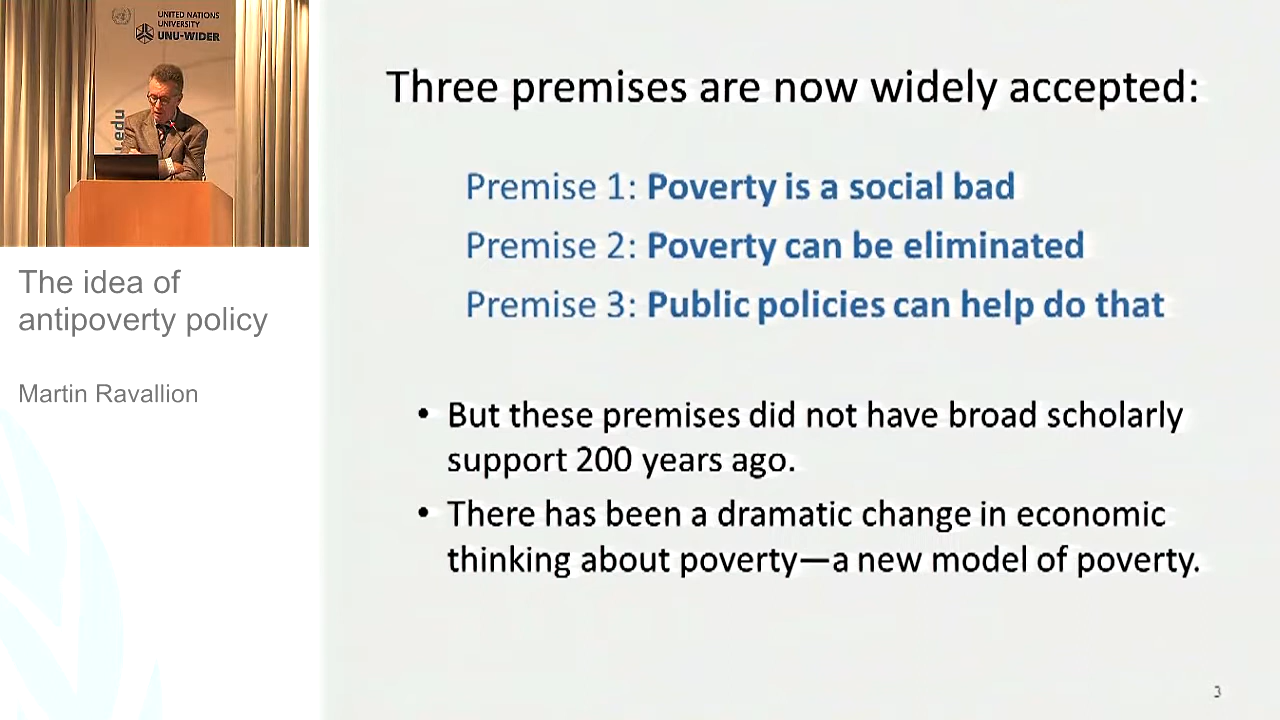 UNITED NATIONS
UNIVERSITY
UNU-WIDER
.edu
The idea of
antipoverty policy
Martin Ravallion
Three premises are now widely accepted:
Premise 1: Poverty is a social bad
Premise 2: Poverty can be eliminated
Premise 3: Public policies can help do that
• But these premises did not have broad scholarly
support 200 years ago.
• There has been a dramatic change in economic
thinking about poverty—a new model of poverty.
3